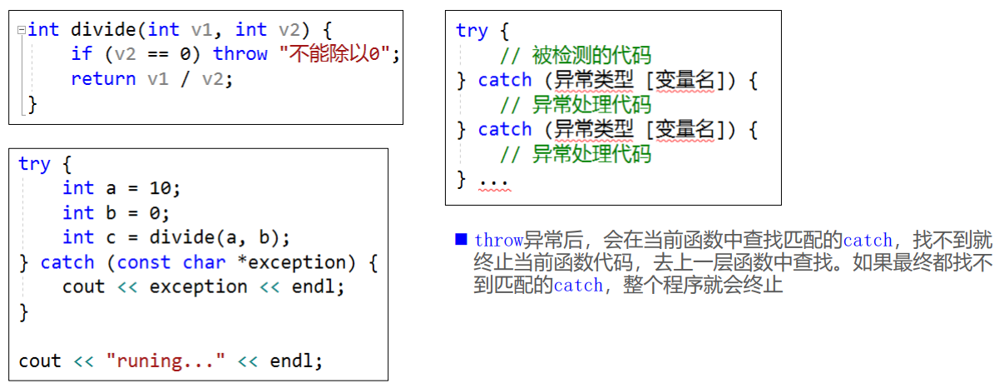 int divide(int v1, int v2) {
    if (v2 == 0) throw "不能除以0";
    return v1 / v2;
}
try {
    int a = 10;
    int b = 0;
    int c = divide(a, b);
} catch (const char *exception) {
    cout << exception << endl;
}
cout << "runing..." << endl;
try {
    // 被检测的代码
} catch (异常类型 [变量名]) {
    // 异常处理代码
} catch (异常类型 [变量名]) {
    // 异常处理代码
} ...
■ throw异常后，会在当前函数中查找匹配的catch，找不到就
终止当前函数代码，去上一层函数中查找。如果最终都找不
到匹配的catch，整个程序就会终止